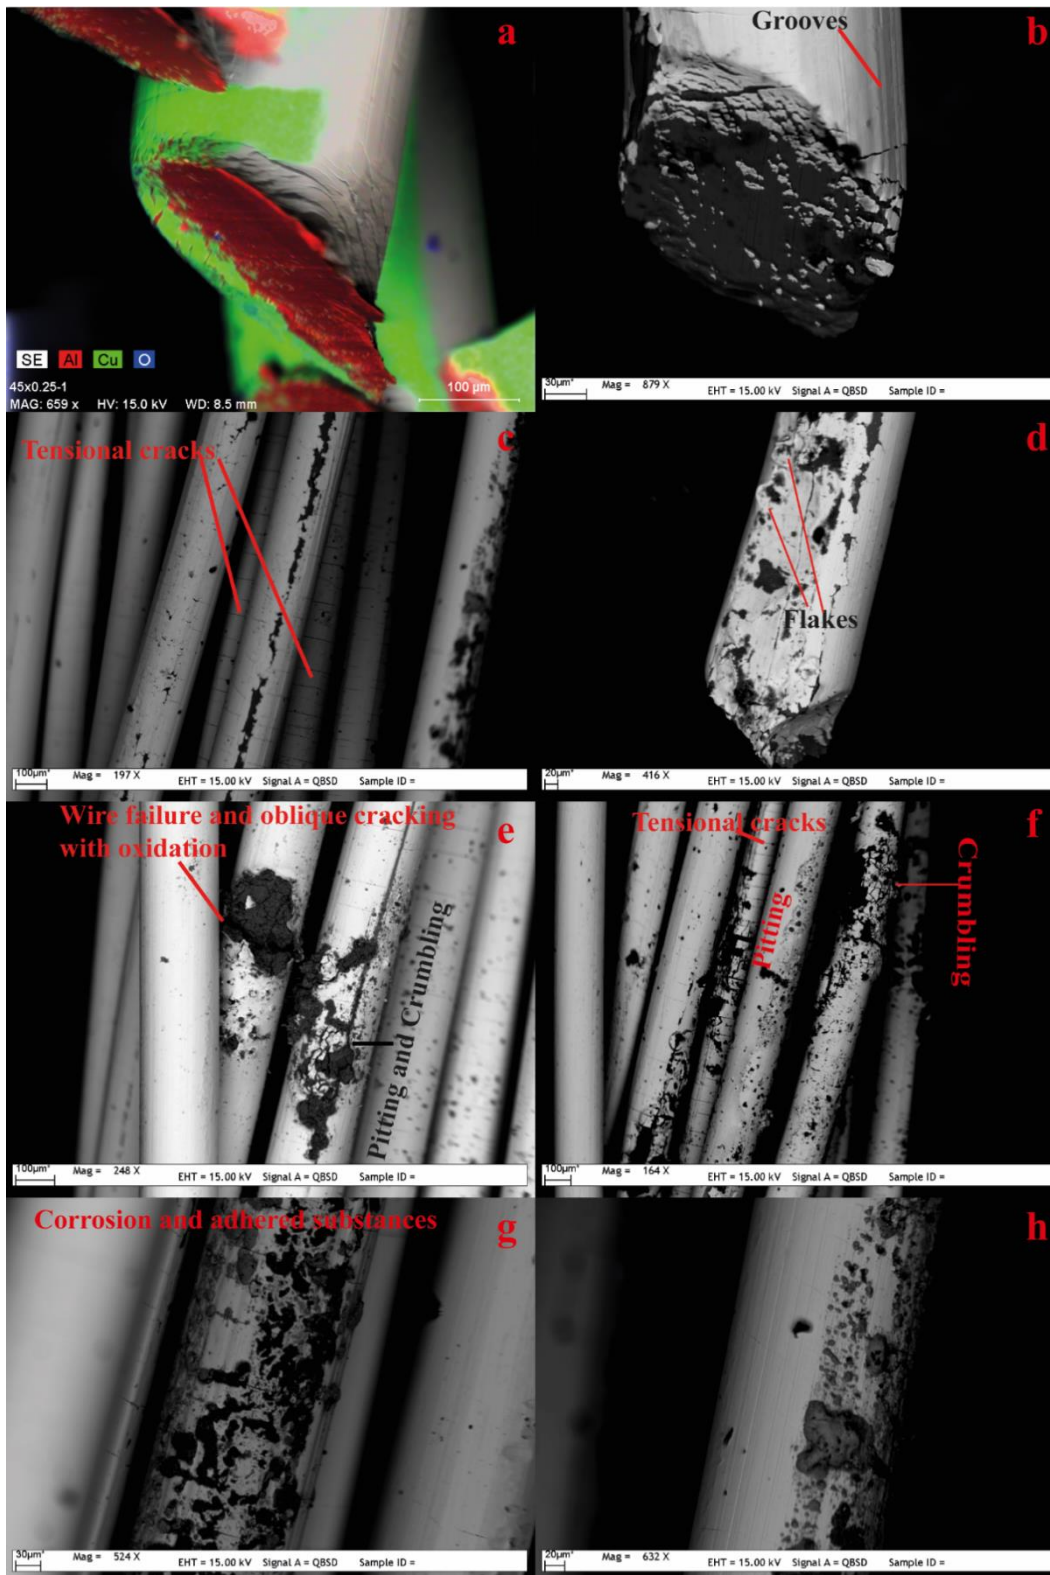 a
SE Al Cu O
45x0.25-1
MAG: 659 x HV: 15.0 kV WD: 8.5 mm
100 µm
Grooves
b
30µm* Mag = 879 X EHT = 15.00 kV Signal A = QBSD Sample ID =
Tensional cracks
c
100µm* Mag = 197 X EHT = 15.00 kV Signal A = QBSD Sample ID =
d
Flakes
20µm* Mag = 416 X EHT = 15.00 kV Signal A = QBSD Sample ID =
Wire failure and oblique cracking
with oxidation
e
Pitting and Crumbling
100µm* Mag = 248 X EHT = 15.00 kV Signal A = QBSD Sample ID =
Tensional cracks
f
Pitting
Crumbling
100µm* Mag = 164 X EHT = 15.00 kV Signal A = QBSD Sample ID =
Corrosion and adhered substances
g
30µm* Mag = 524 X EHT = 15.00 kV Signal A = QBSD Sample ID =
h
20µm* Mag = 632 X EHT = 15.00 kV Signal A = QBSD Sample ID =